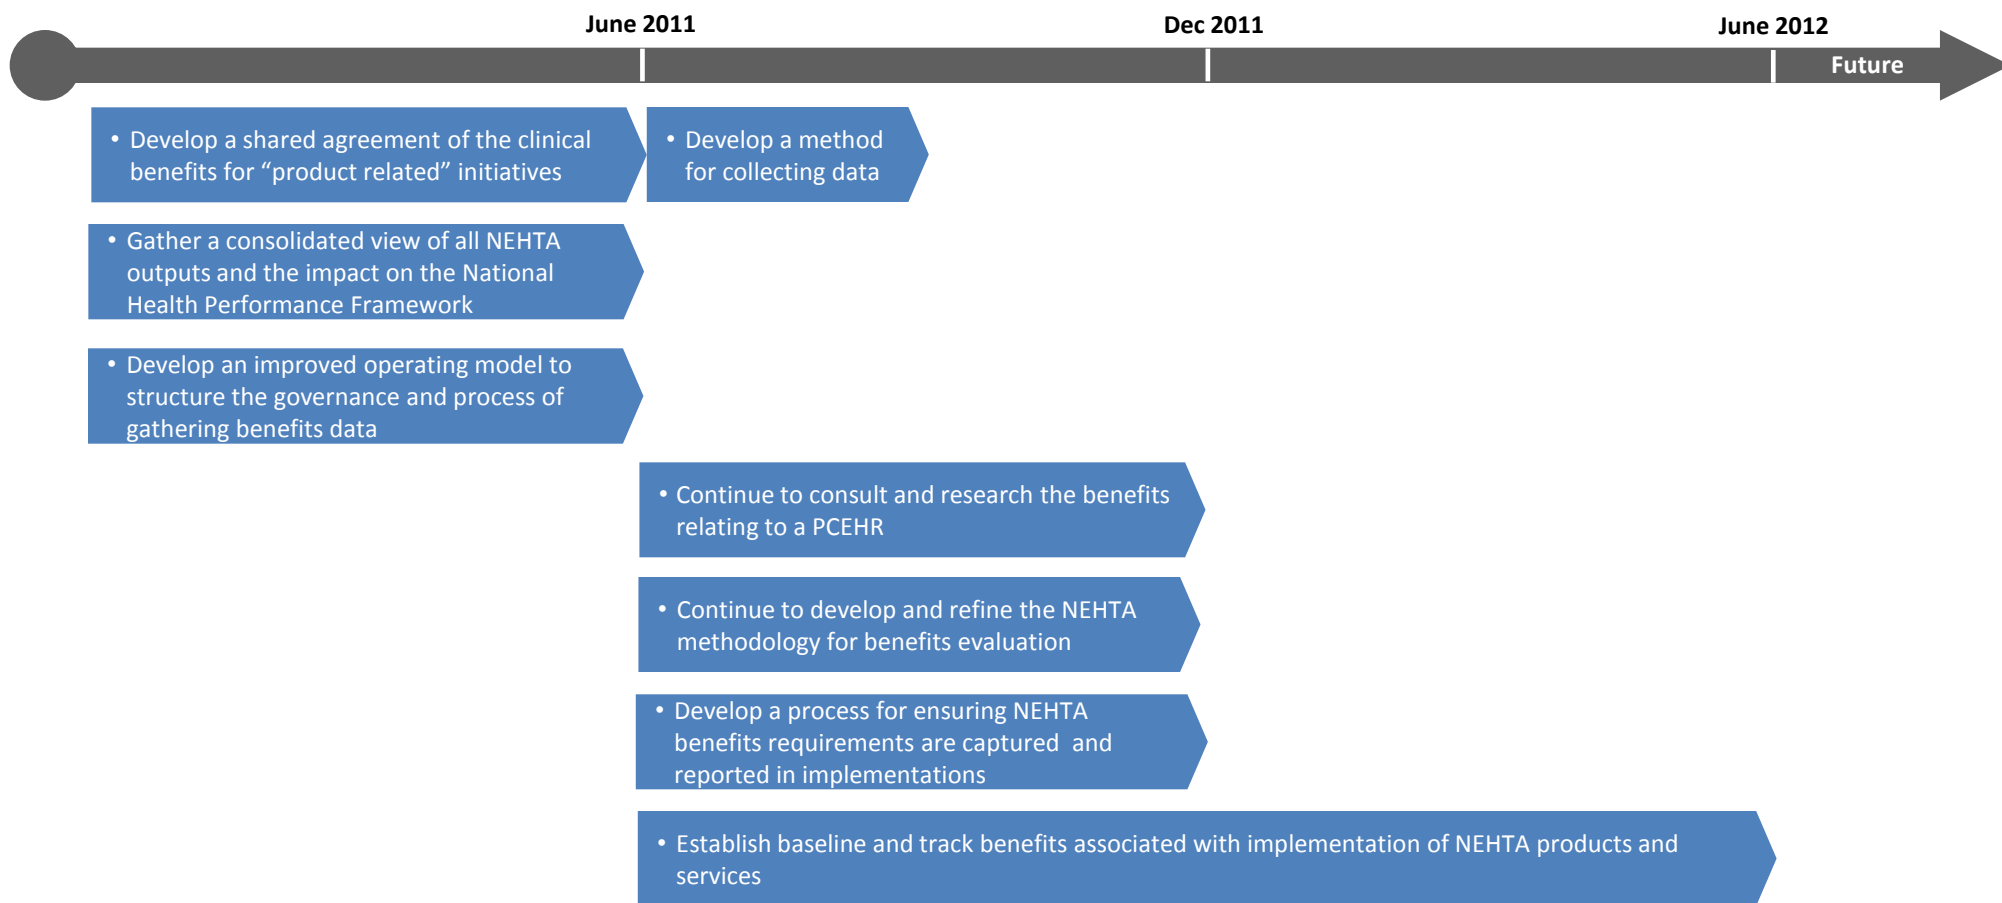 June 2011
Dec 2011
June 2012
Future
• Develop a shared agreement of the clinical
benefits for “product related” initiatives
• Develop a method
for collecting data
• Gather a consolidated view of all NEHTA
outputs and the impact on the National
Health Performance Framework
• Develop an improved operating model to
structure the governance and process of
gathering benefits data
• Continue to consult and research the benefits
relating to a PCEHR
• Continue to develop and refine the NEHTA
methodology for benefits evaluation
• Develop a process for ensuring NEHTA
benefits requirements are captured  and
reported in implementations
• Establish baseline and track benefits associated with implementation of NEHTA products and
services